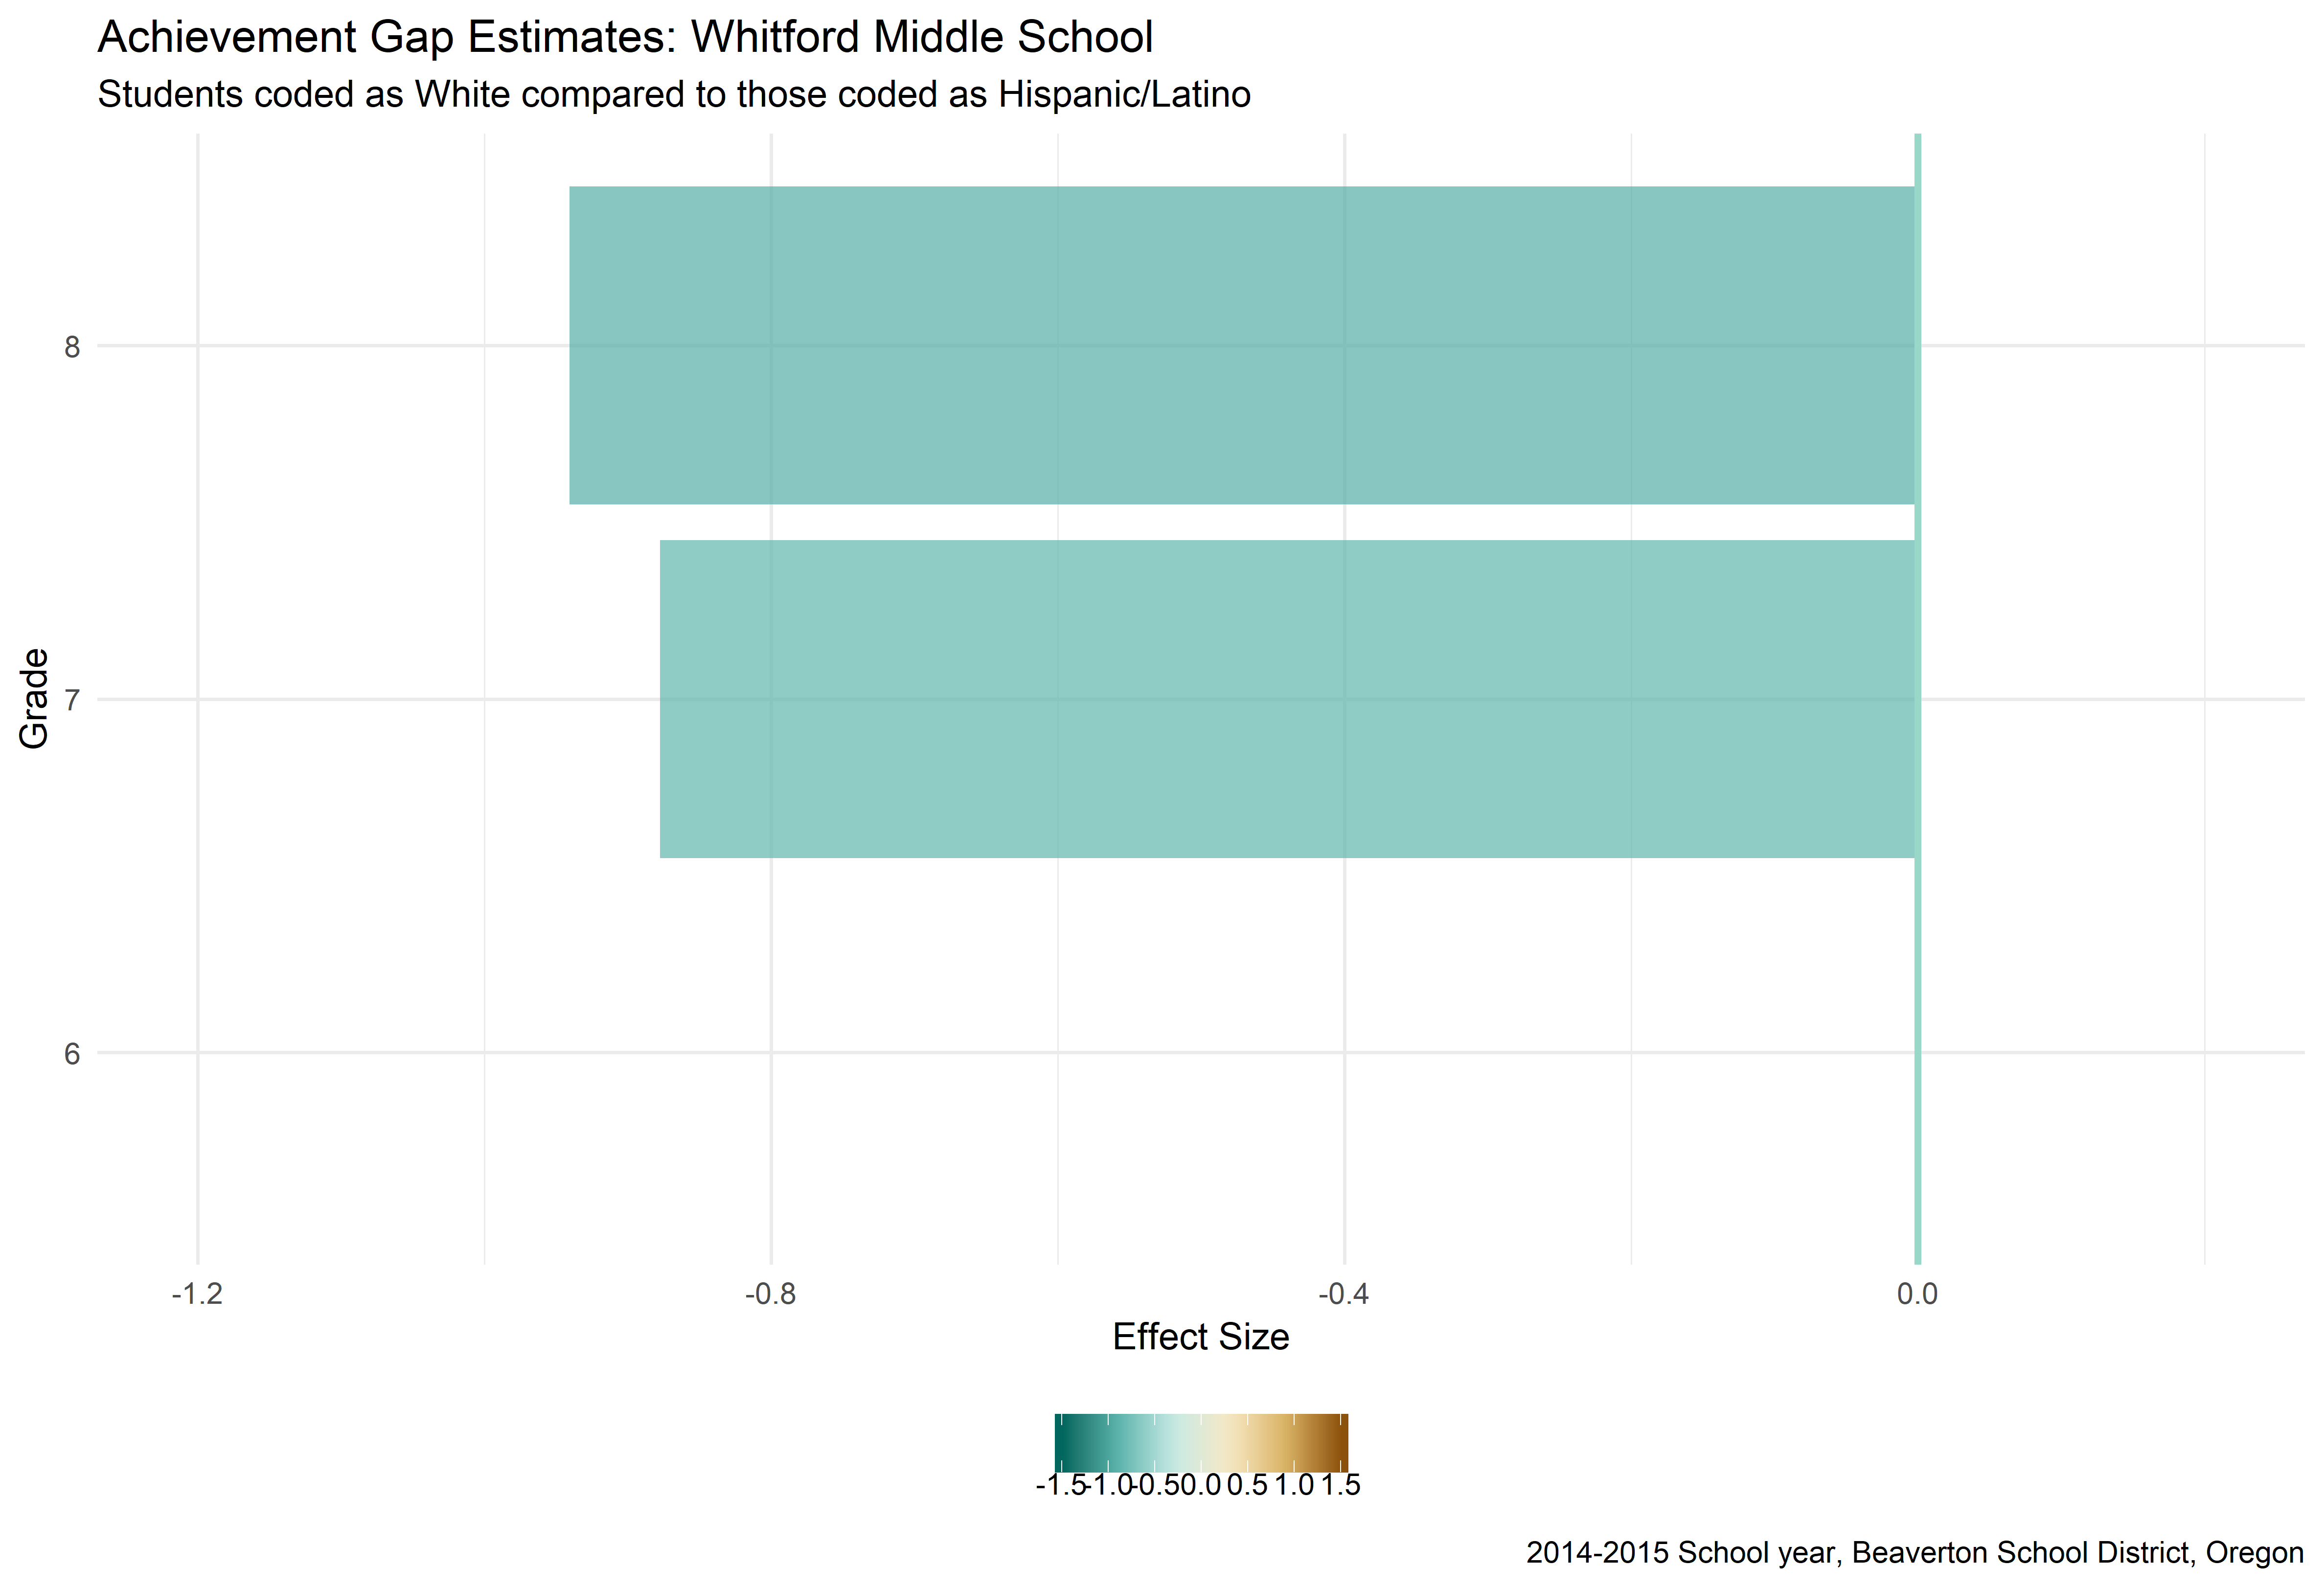 Achievement Gap Estimates: Whitford Middle School
Students coded as White compared to those coded as Hispanic/Latino
Grade
8
7
6
-1.2 -0.8 -0.4 0.0
Effect Size
-1.5 -1.0 -0.5 0.0 0.5 1.0 1.5
2014-2015 School year, Beaverton School District, Oregon